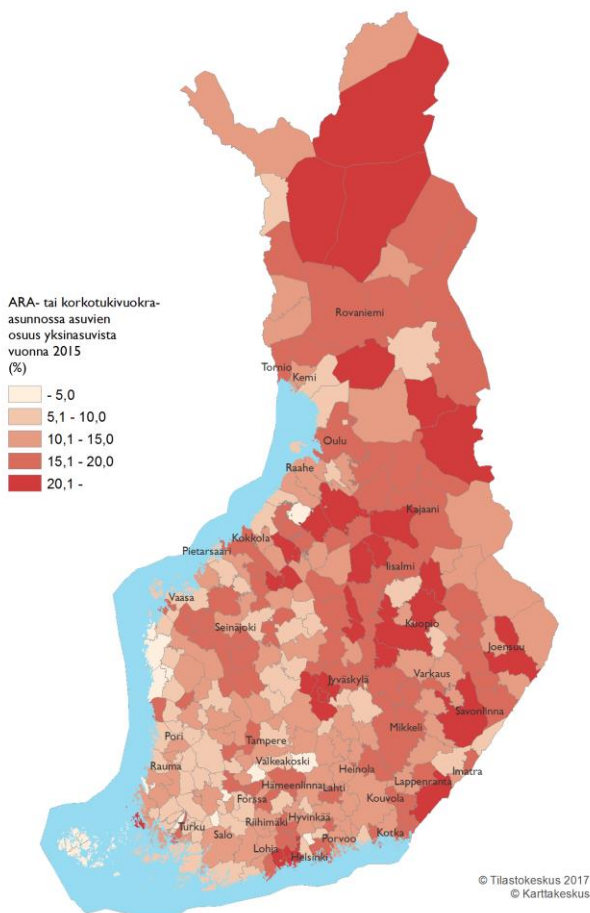 ARA- tai korkotukivuokra-
asunnossa asuvien
osuus yksinasuvista
vuonna 2015
(%)
- 5,0
5,1 - 10,0
10,1 - 15,0
15,1 - 20,0
20,1 -
Rovaniemi
Tornio
Kemi
Oulu
Raahe
Kajaani
Kokkola
Pietarsaari
Iisalmi
Vaasa
Seinäjoki
Kuopio
Joensuu
Jyväskylä
Varkaus
Savonlinna
Mikkeli
Pori
Tampere
Imatra
Valkeakoski
Rauma
Heinola
Lappenranta
Hämeenlinna
Lahti
Forssa
Kouvola
Riihimäki
Hyvinkää
Turku
Salo
Porvoo
Kotka
Lohja
Helsinki
© Tilastokeskus 2017
© Karttakeskus